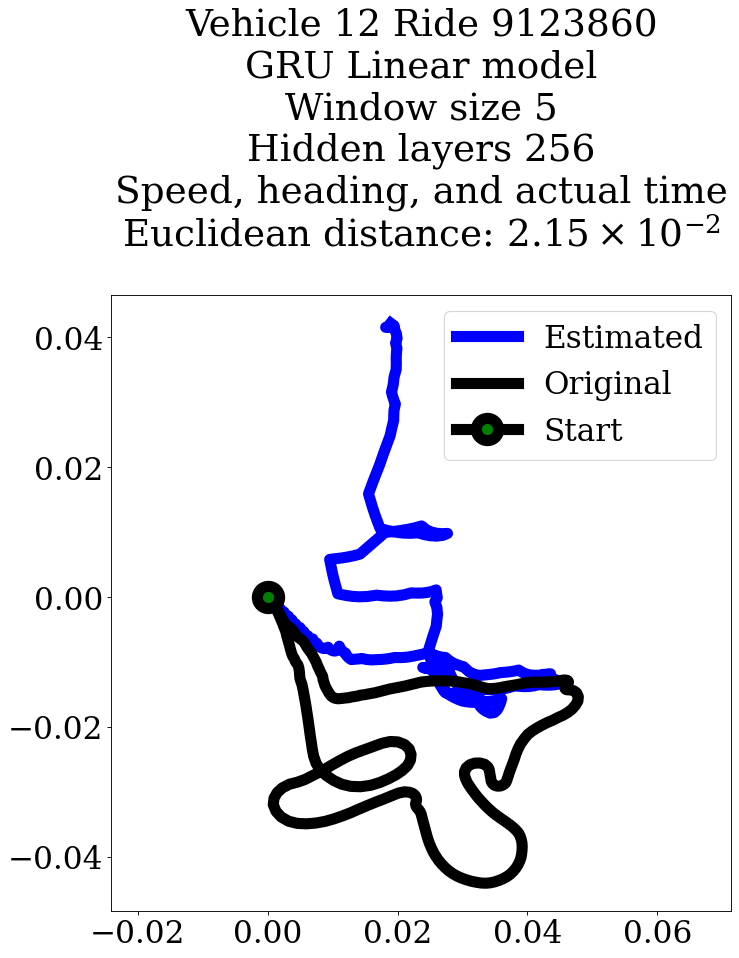 Vehicle 12 Ride 9123860
GRU Linear model
Window size 5
Hidden layers 256
Speed, heading, and actual time
Euclidean distance: 2.15 × 10⁻²
Estimated
Original
Start
0.04
0.02
0.00
−0.02
−0.04
−0.02 0.00 0.02 0.04 0.06